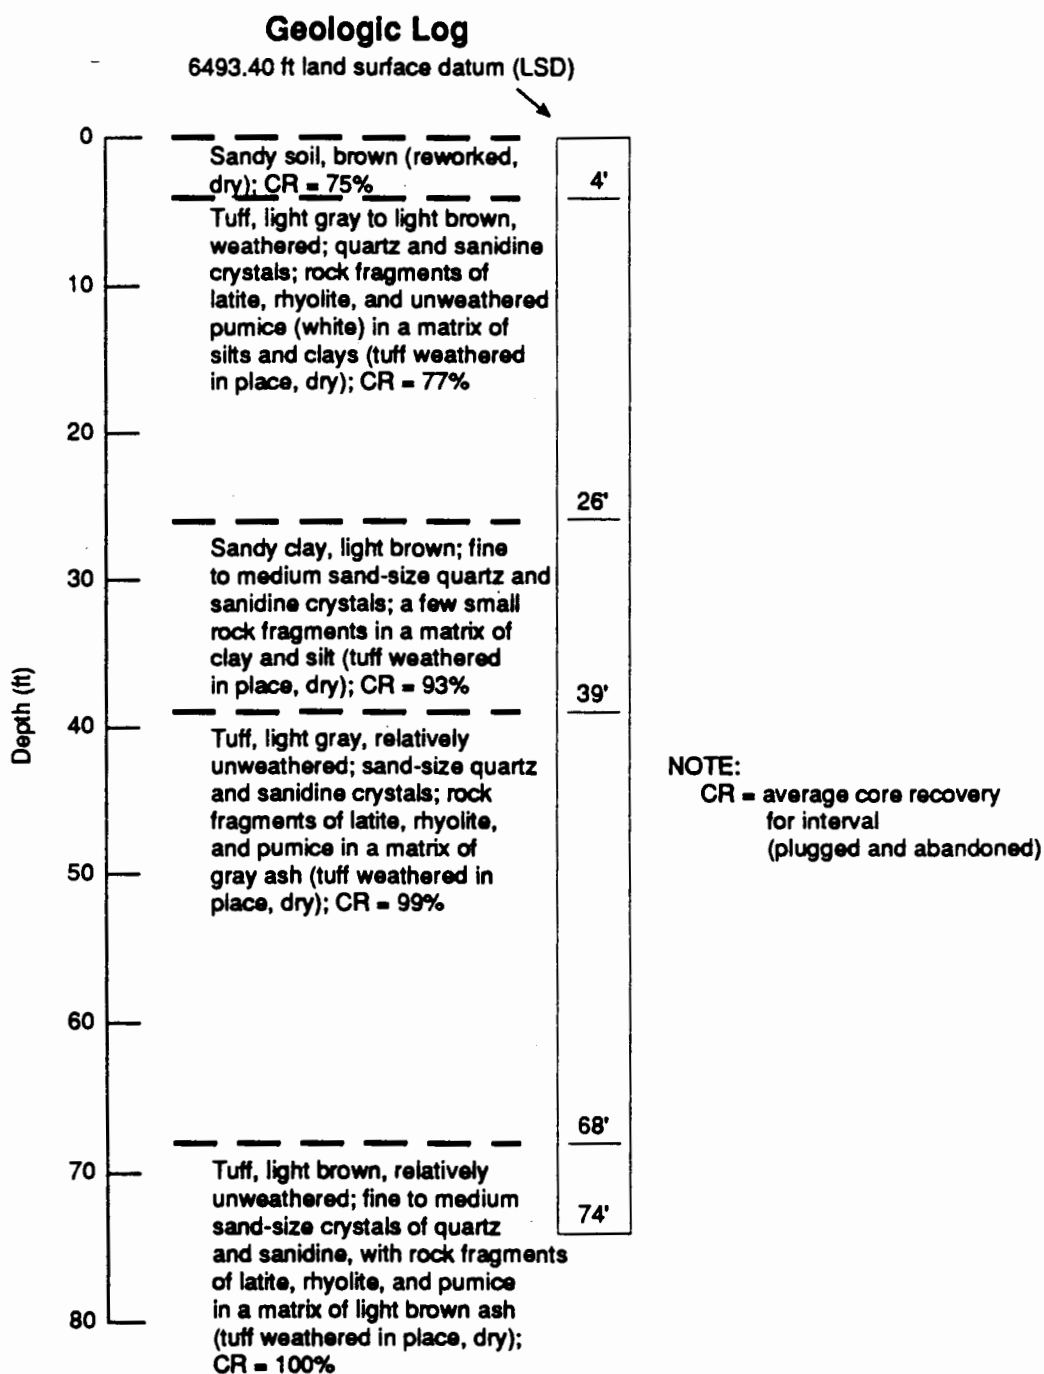 Geologic Log
6493.40 ft land surface datum (LSD)
0
Sandy soil, brown (reworked,
dry); CR = 75%
4'
Tuff, light gray to light brown,
weathered; quartz and sanidine
crystals; rock fragments of
latite, rhyolite, and unweathered
pumice (white) in a matrix of
silts and clays (tuff weathered
in place, dry); CR = 77%
10
20
26'
Sandy clay, light brown; fine
to medium sand-size quartz and
sanidine crystals; a few small
rock fragments in a matrix of
clay and silt (tuff weathered
in place, dry); CR = 93%
30
39'
Depth (ft)
40
Tuff, light gray, relatively
unweathered; sand-size quartz
and sanidine crystals; rock
fragments of latite, rhyolite,
and pumice in a matrix of
gray ash (tuff weathered in
place, dry); CR = 99%
NOTE:
CR = average core recovery
for interval
(plugged and abandoned)
50
60
68'
70
Tuff, light brown, relatively
unweathered; fine to medium
sand-size crystals of quartz
and sanidine, with rock fragments
of latite, rhyolite, and pumice
in a matrix of light brown ash
(tuff weathered in place, dry);
CR = 100%
74'
80